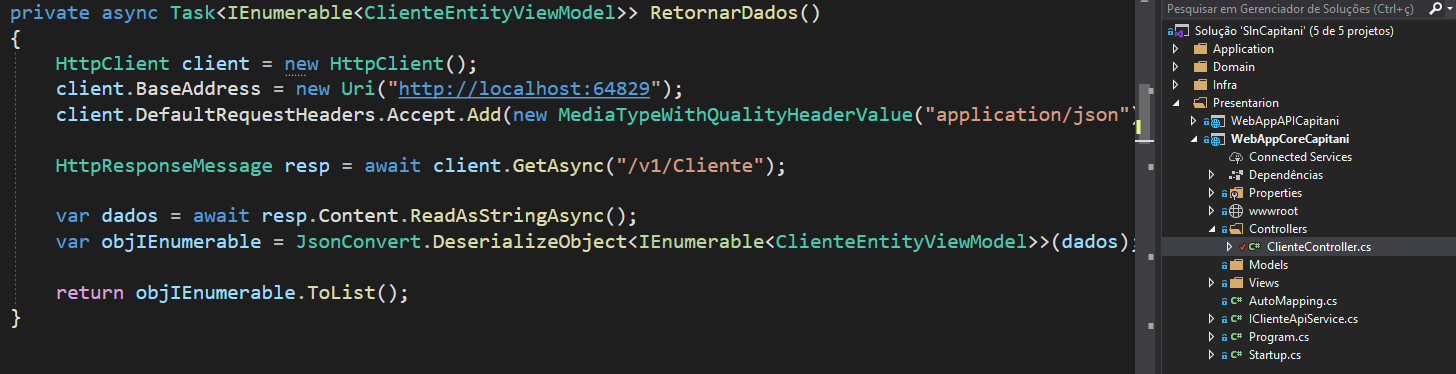 private async Task<IEnumerable<ClienteEntityViewModel>> RetornarDados()
{
HttpClient client = new HttpClient();
client.BaseAddress = new Uri("http://localhost:64829");
client.DefaultRequestHeaders.Accept.Add(new MediaTypeWithQualityHeaderValue("application/json")
HttpResponseMessage resp = await client.GetAsync("/v1/Cliente");
var dados = await resp.Content.ReadAsStringAsync();
var objIEnumerable = JsonConvert.DeserializeObject<IEnumerable<ClienteEntityViewModel>>(dados);
return objIEnumerable.ToList();
}
Pesquisar em Gerenciador de Soluções (Ctrl+ç)
Solução 'SInCapitani' (5 de 5 projetos)
Application
Domain
Infra
Presentarion
WebAppAPICapitani
WebAppCoreCapitani
Connected Services
Dependências
Properties
wwwroot
Controllers
C# ClienteController.cs
Models
Views
C# AutoMapping.cs
C# IClienteApiService.cs
C# Program.cs
C# Startup.cs